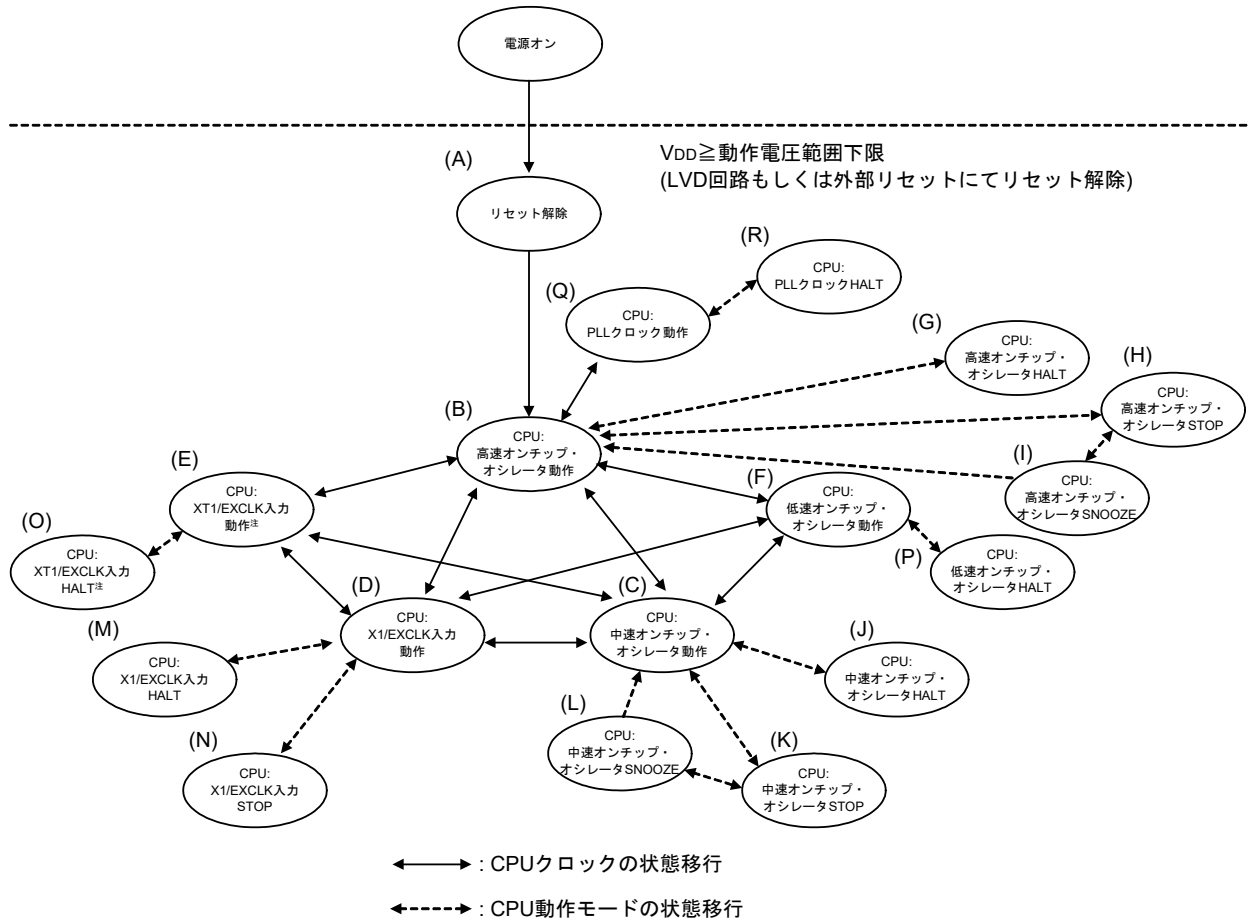 電源オン
(A)
VDD≧動作電圧範囲下限
(LVD回路もしくは外部リセットにてリセット解除)
リセット解除
(R)
CPU:
PLLクロックHALT
(Q)
CPU:
PLLクロック動作
(G)
CPU:
高速オンチップ・
オシレータHALT
(H)
CPU:
高速オンチップ・
オシレータSTOP
(B)
CPU:
高速オンチップ・
オシレータ動作
(I)
CPU:
高速オンチップ・
オシレータSNOOZE
(E)
CPU:
XT1/EXCLK入力
動作注
(F)
CPU:
低速オンチップ・
オシレータ動作
(O)
CPU:
XT1/EXCLK入力
HALT注
(P)
CPU:
低速オンチップ・
オシレータHALT
(D)
CPU:
X1/EXCLK入力
動作
(C)
CPU:
中速オンチップ・
オシレータ動作
(M)
CPU:
X1/EXCLK入力
HALT
(J)
CPU:
中速オンチップ・
オシレータHALT
(N)
CPU:
X1/EXCLK入力
STOP
(L)
CPU:
中速オンチップ・
オシレータSNOOZE
(K)
CPU:
中速オンチップ・
オシレータSTOP
: CPUクロックの状態移行
: CPU動作モードの状態移行